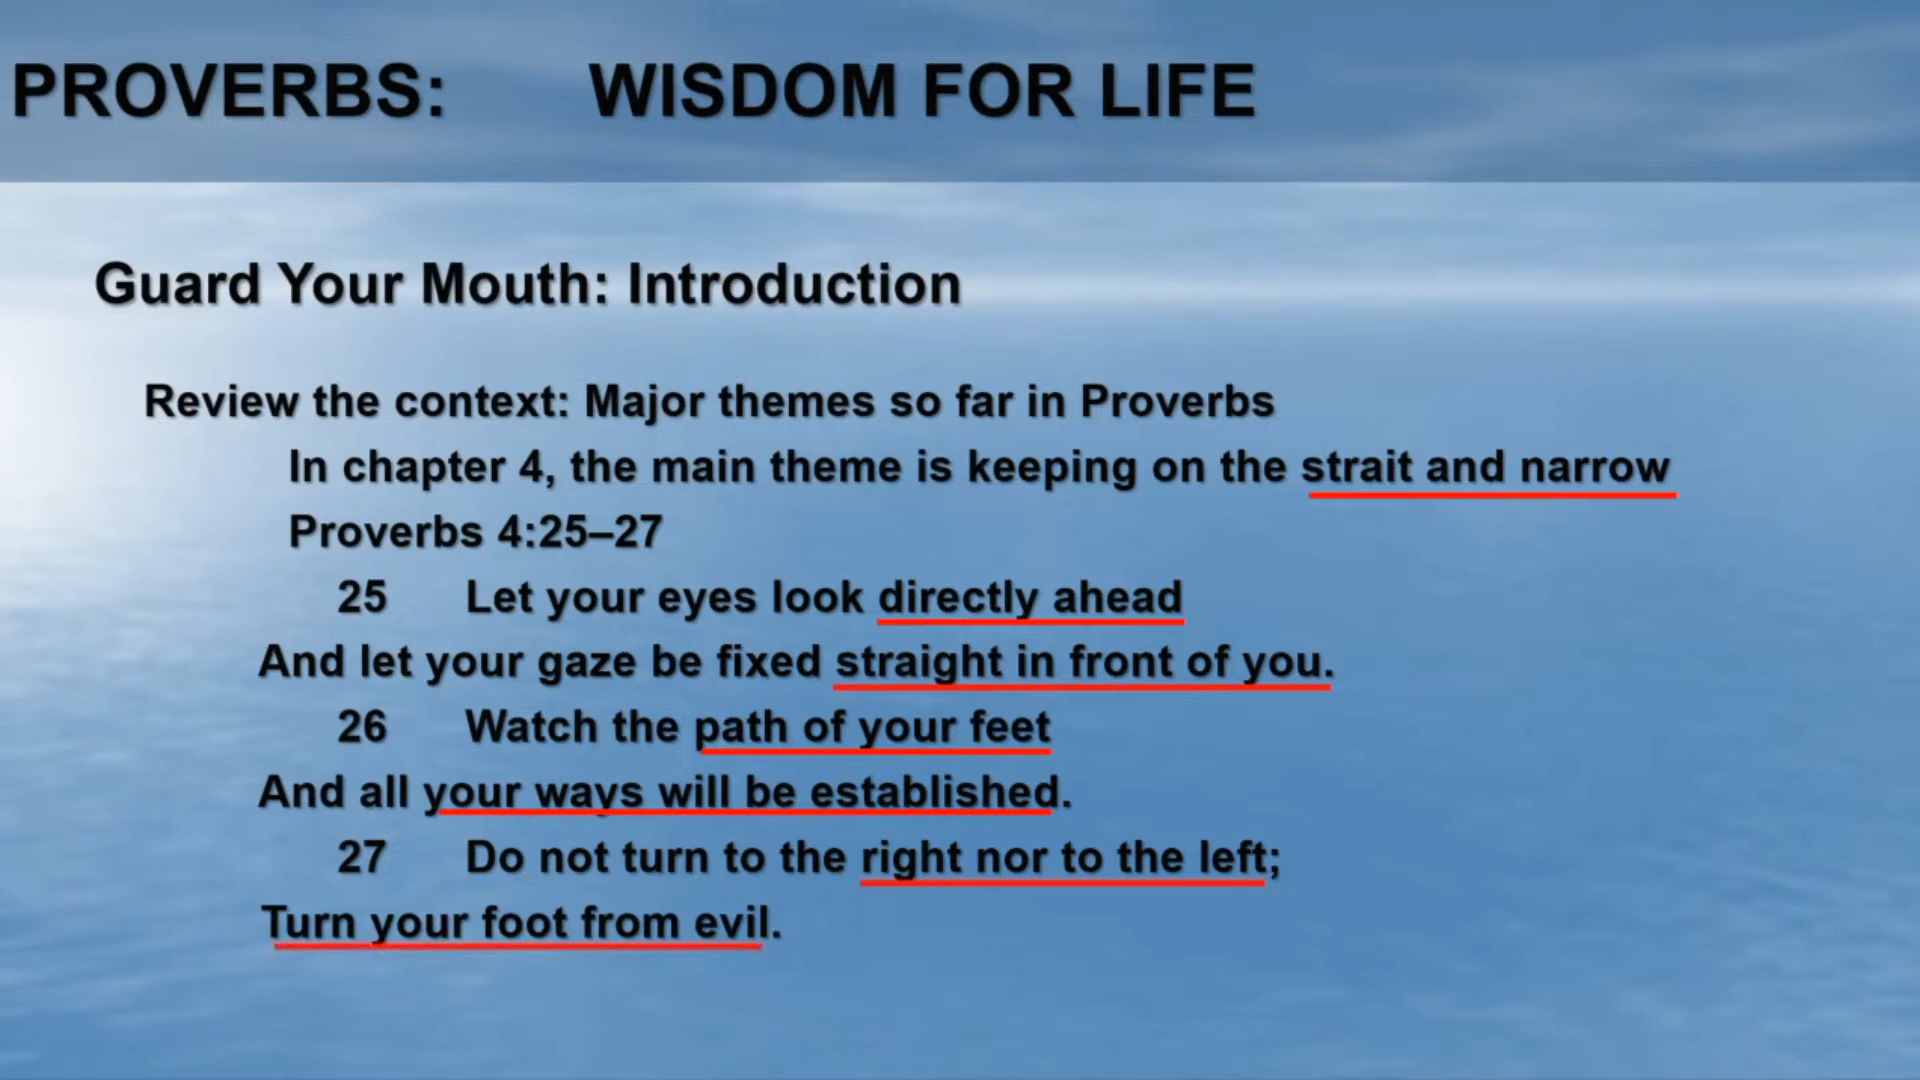 PROVERBS: WISDOM FOR LIFE
Guard Your Mouth: Introduction
Review the context: Major themes so far in Proverbs
In chapter 4, the main theme is keeping on the strait and narrow
Proverbs 4:25–27
25 Let your eyes look directly ahead
And let your gaze be fixed straight in front of you.
26 Watch the path of your feet
And all your ways will be established.
27 Do not turn to the right nor to the left;
Turn your foot from evil.